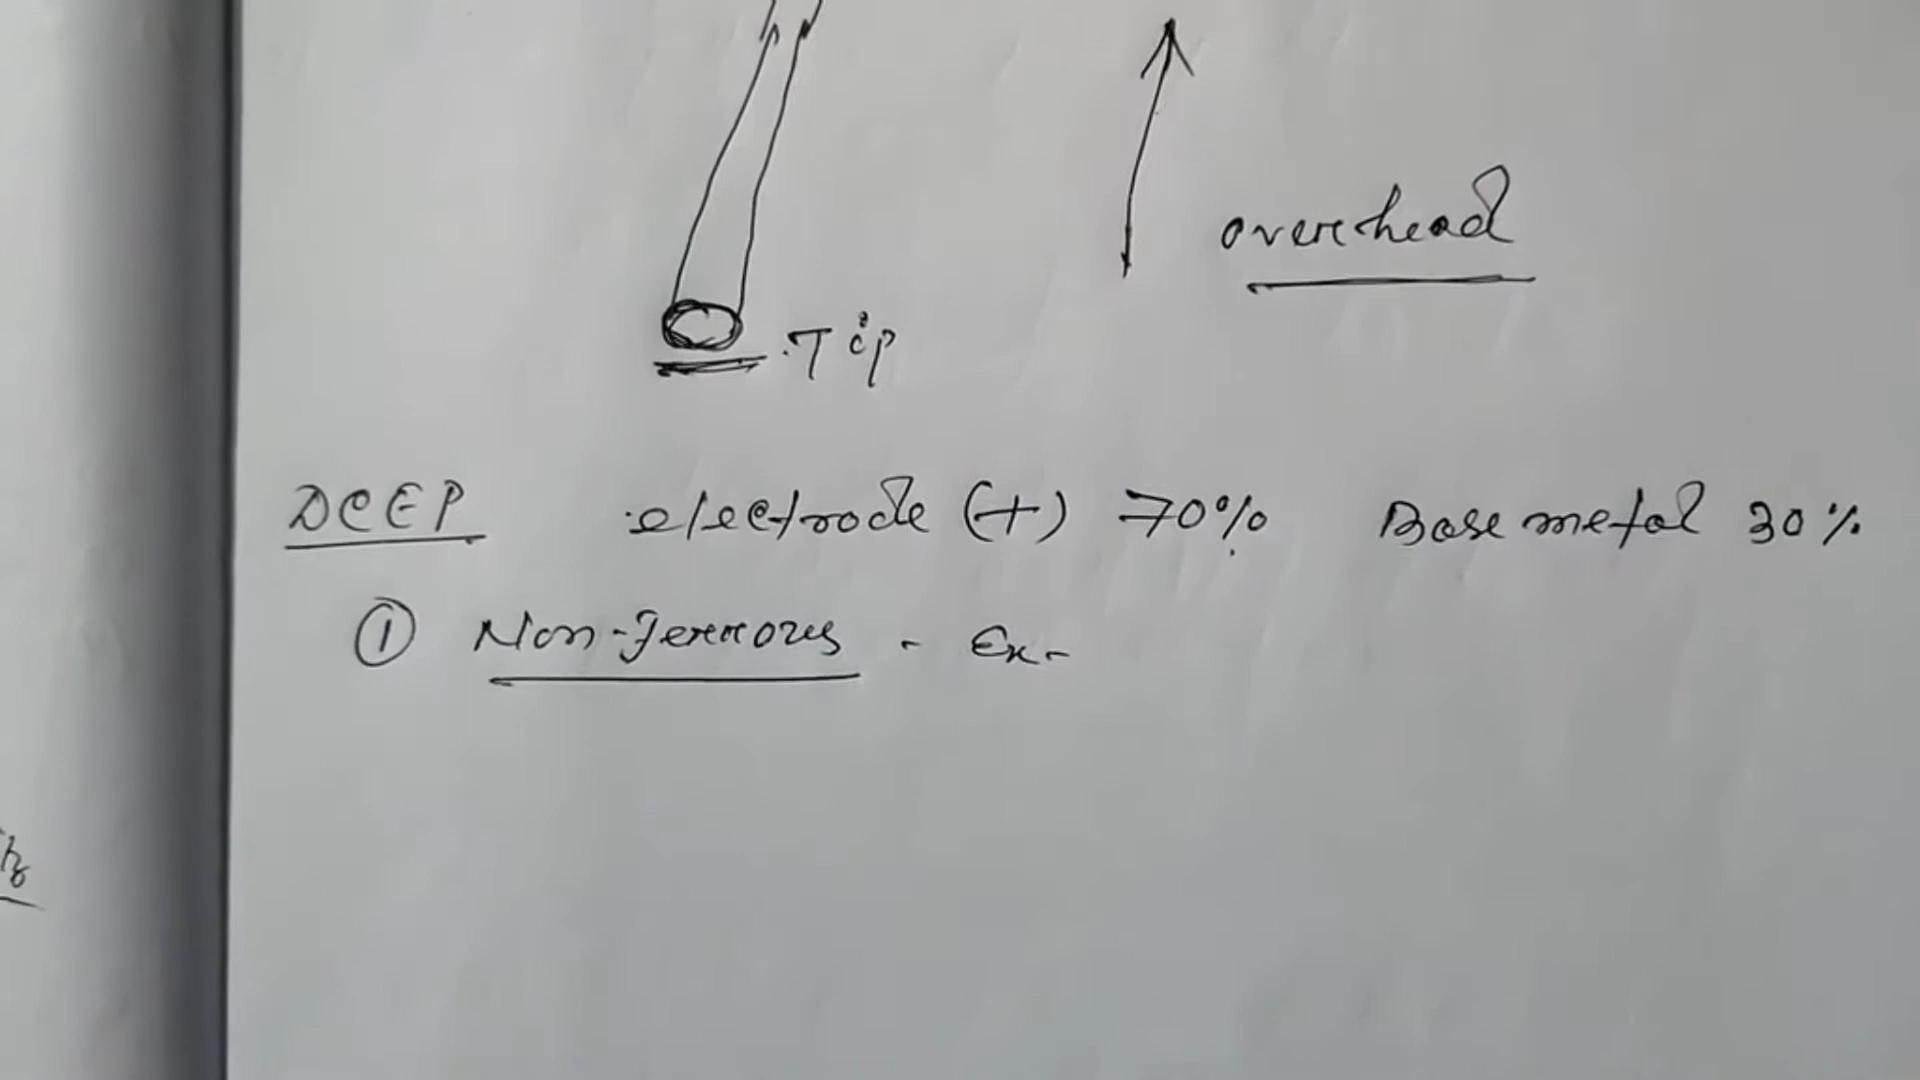 overhead
Tip
DCEP electrode (+) 70% Base metal 30%
① Non-ferrous - Ex-